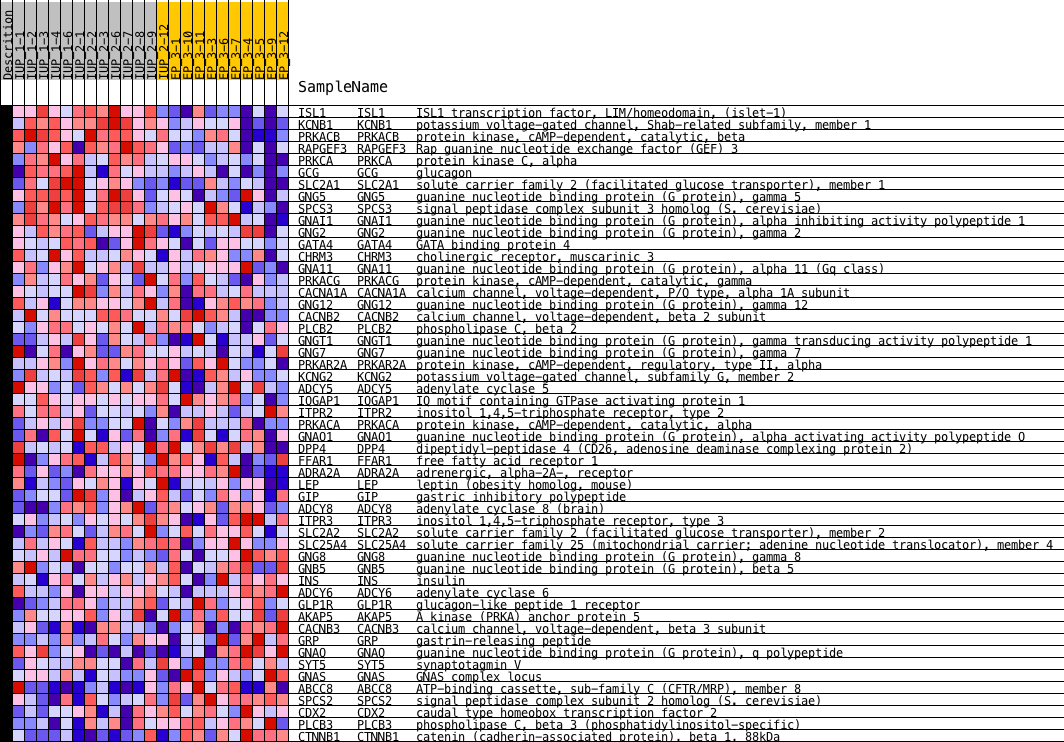 Descrition
IUP_1-1
IUP_1-2
IUP_1-3
IUP_1-4
IUP_1-6
IUP_2-1
IUP_2-2
IUP_2-3
IUP_2-6
IUP_2-7
IUP_2-8
IUP_2-9
IUP_2-12
EP_3-1
EP_3-10
EP_3-11
EP_3-3
EP_3-6
EP_3-7
EP_3-4
EP_3-5
EP_3-9
EP_3-12
SampleName
ISL1 ISL1 ISL1 transcription factor, LIM/homeodomain, (islet-1)
KCNB1 KCNB1 potassium voltage-gated channel, Shab-related subfamily, member 1
PRKACB PRKACB protein kinase, cAMP-dependent, catalytic, beta
RAPGEF3 RAPGEF3 Rap guanine nucleotide exchange factor (GEF) 3
PRKCA PRKCA protein kinase C, alpha
GCG GCG glucagon
SLC2A1 SLC2A1 solute carrier family 2 (facilitated glucose transporter), member 1
GNG5 GNG5 guanine nucleotide binding protein (G protein), gamma 5
SPCS3 SPCS3 signal peptidase complex subunit 3 homolog (S. cerevisiae)
GNAI1 GNAI1 guanine nucleotide binding protein (G protein), alpha inhibiting activity polypeptide 1
GNG2 GNG2 guanine nucleotide binding protein (G protein), gamma 2
GATA4 GATA4 GATA binding protein 4
CHRM3 CHRM3 cholinergic receptor, muscarinic 3
GNA11 GNA11 guanine nucleotide binding protein (G protein), alpha 11 (Gq class)
PRKACG PRKACG protein kinase, cAMP-dependent, catalytic, gamma
CACNA1A CACNA1A calcium channel, voltage-dependent, P/Q type, alpha 1A subunit
GNG12 GNG12 guanine nucleotide binding protein (G protein), gamma 12
CACNB2 CACNB2 calcium channel, voltage-dependent, beta 2 subunit
PLCB2 PLCB2 phospholipase C, beta 2
GNGT1 GNGT1 guanine nucleotide binding protein (G protein), gamma transducing activity polypeptide 1
GNG7 GNG7 guanine nucleotide binding protein (G protein), gamma 7
PRKAR2A PRKAR2A protein kinase, cAMP-dependent, regulatory, type II, alpha
KCNG2 KCNG2 potassium voltage-gated channel, subfamily G, member 2
ADCY5 ADCY5 adenylate cyclase 5
IQGAP1 IQGAP1 IQ motif containing GTPase activating protein 1
ITPR2 ITPR2 inositol 1,4,5-triphosphate receptor, type 2
PRKACA PRKACA protein kinase, cAMP-dependent, catalytic, alpha
GNAO1 GNAO1 guanine nucleotide binding protein (G protein), alpha activating activity polypeptide O
DPP4 DPP4 dipeptidyl-peptidase 4 (CD26, adenosine deaminase complexing protein 2)
FFAR1 FFAR1 free fatty acid receptor 1
ADRA2A ADRA2A adrenergic, alpha-2A-, receptor
LEP LEP leptin (obesity homolog, mouse)
GIP GIP gastric inhibitory polypeptide
ADCY8 ADCY8 adenylate cyclase 8 (brain)
ITPR3 ITPR3 inositol 1,4,5-triphosphate receptor, type 3
SLC2A2 SLC2A2 solute carrier family 2 (facilitated glucose transporter), member 2
SLC25A4 SLC25A4 solute carrier family 25 (mitochondrial carrier; adenine nucleotide translocator), member 4
GNG8 GNG8 guanine nucleotide binding protein (G protein), gamma 8
GNB5 GNB5 guanine nucleotide binding protein (G protein), beta 5
INS INS insulin
ADCY6 ADCY6 adenylate cyclase 6
GLP1R GLP1R glucagon-like peptide 1 receptor
AKAP5 AKAP5 A kinase (PRKA) anchor protein 5
CACNB3 CACNB3 calcium channel, voltage-dependent, beta 3 subunit
GRP GRP gastrin-releasing peptide
GNAQ GNAQ guanine nucleotide binding protein (G protein), q polypeptide
SYT5 SYT5 synaptotagmin V
GNAS GNAS GNAS complex locus
ABCC8 ABCC8 ATP-binding cassette, sub-family C (CFTR/MRP), member 8
SPCS2 SPCS2 signal peptidase complex subunit 2 homolog (S. cerevisiae)
CDX2 CDX2 caudal type homeobox transcription factor 2
PLCB3 PLCB3 phospholipase C, beta 3 (phosphatidylinositol-specific)
CTNNB1 CTNNB1 catenin (cadherin-associated protein), beta 1, 88kDa